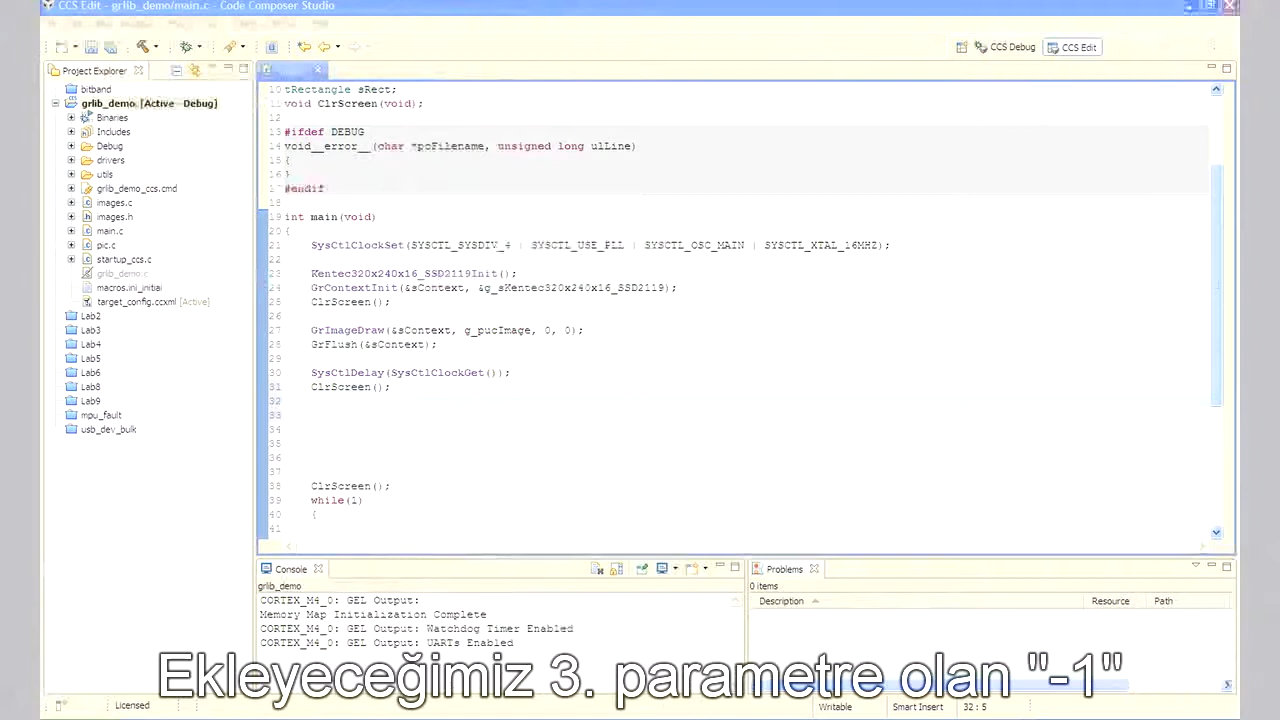 CCS Edit - grlib_demo/main.c - Code Composer Studio
CCS Debug
CCS Edit
Project Explorer
bitband
grlib_demo [Active - Debug]
Binaries
Includes
Debug
drivers
utils
grlib_demo_ccs.cmd
images.c
images.h
main.c
pic.c
startup_ccs.c
grlib_demo.c
macros.ini_initial
target_config.ccxml [Active]
Lab2
Lab3
Lab4
Lab5
Lab6
Lab8
Lab9
mpu_fault
usb_dev_bulk
10 tRectangle sRect;
11 void ClrScreen(void);
12
13 #ifdef DEBUG
14 void__error__(char *pcFilename, unsigned long ulLine)
15 {
16 }
17 #endif
18
19 int main(void)
20 {
21 SysCtlClockSet(SYSCTL_SYSDIV_4 | SYSCTL_USE_PLL | SYSCTL_OSC_MAIN | SYSCTL_XTAL_16MHZ);
22
23 Kentec320x240x16_SSD2119Init();
24 GrContextInit(&sContext, &g_sKentec320x240x16_SSD2119);
25 ClrScreen();
26
27 GrImageDraw(&sContext, g_pucImage, 0, 0);
28 GrFlush(&sContext);
29
30 SysCtlDelay(SysCtlClockGet());
31 ClrScreen();
32
33
34
35
36
37
38 ClrScreen();
39 while(1)
40 {
41
Console
grlib_demo
CORTEX_M4_0: GEL Output:
Memory Map Initialization Complete
CORTEX_M4_0: GEL Output: Watchdog Timer Enabled
CORTEX_M4_0: GEL Output: UARTs Enabled
Problems
0 items
Description Resource Path
Ekleyeceğimiz 3. parametre olan "-1"
Licensed
Writable
Smart Insert
32 : 5